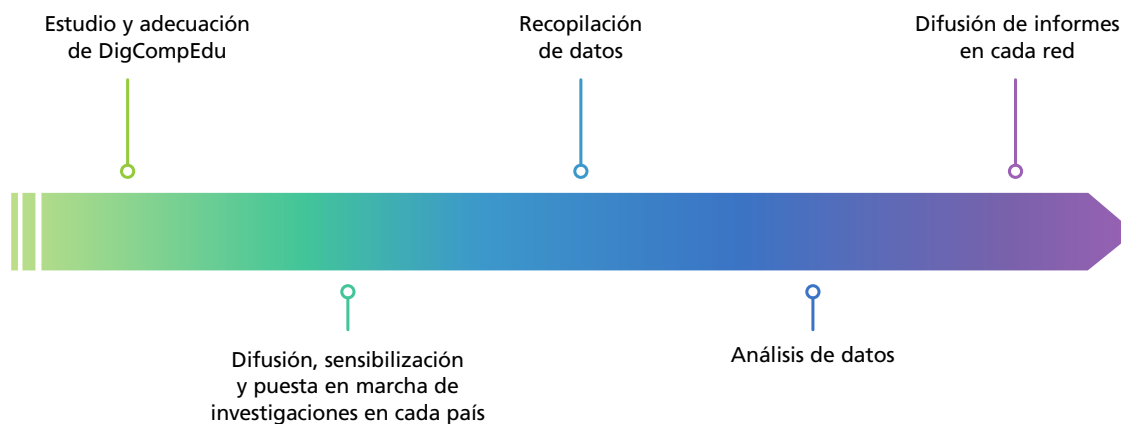 Estudio y adecuación
de DigCompEdu
Difusión, sensibilización
y puesta en marcha de
investigaciones en cada país
Recopilación
de datos
Análisis de datos
Difusión de informes
en cada red